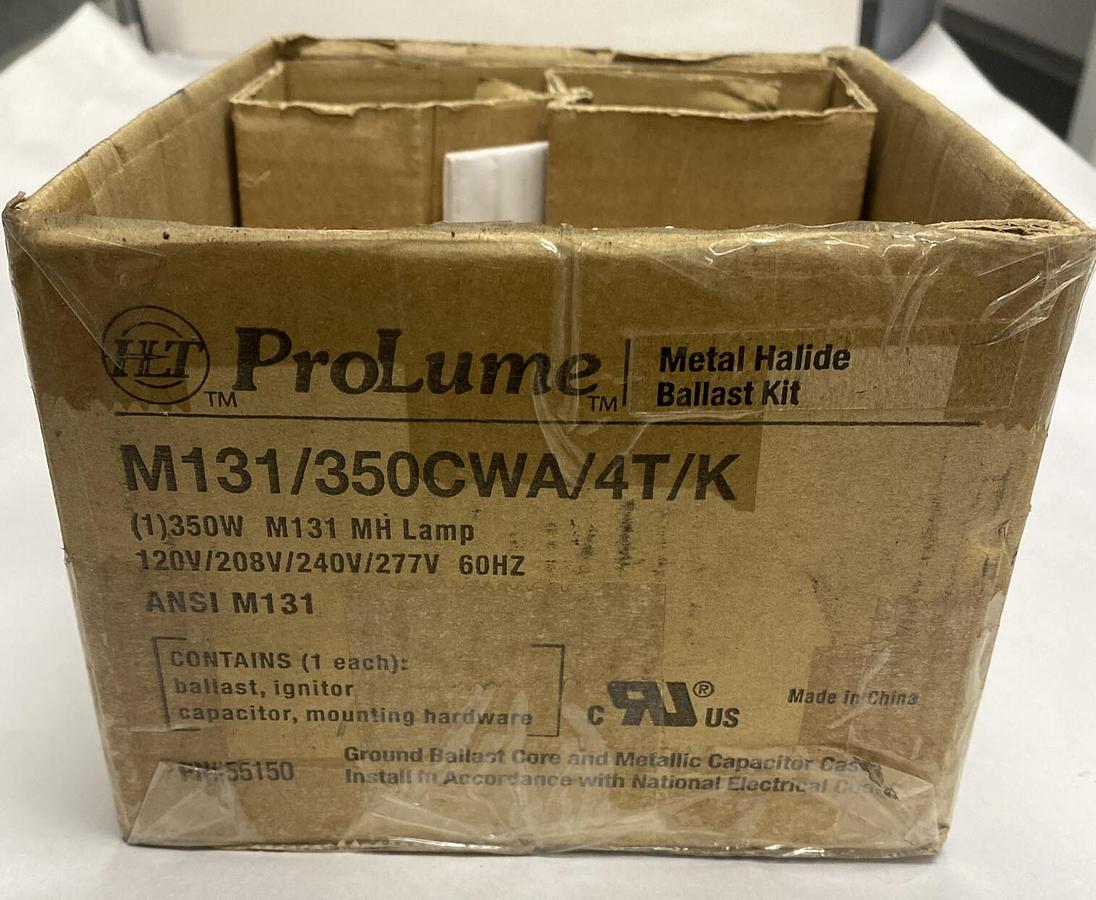 HLT TM ProLume TM | Metal Halide
Ballast Kit
M131/350CWA/4T/K
(1)350W M131 MH Lamp
120V/208V/240V/277V 60HZ
ANSI M131
CONTAINS (1 each):
ballast, ignitor
capacitor, mounting hardware
C RU ® US
Made in China
55150
Ground Ballast Core and Metallic Capacitor
Install in Accordance with National Electrical